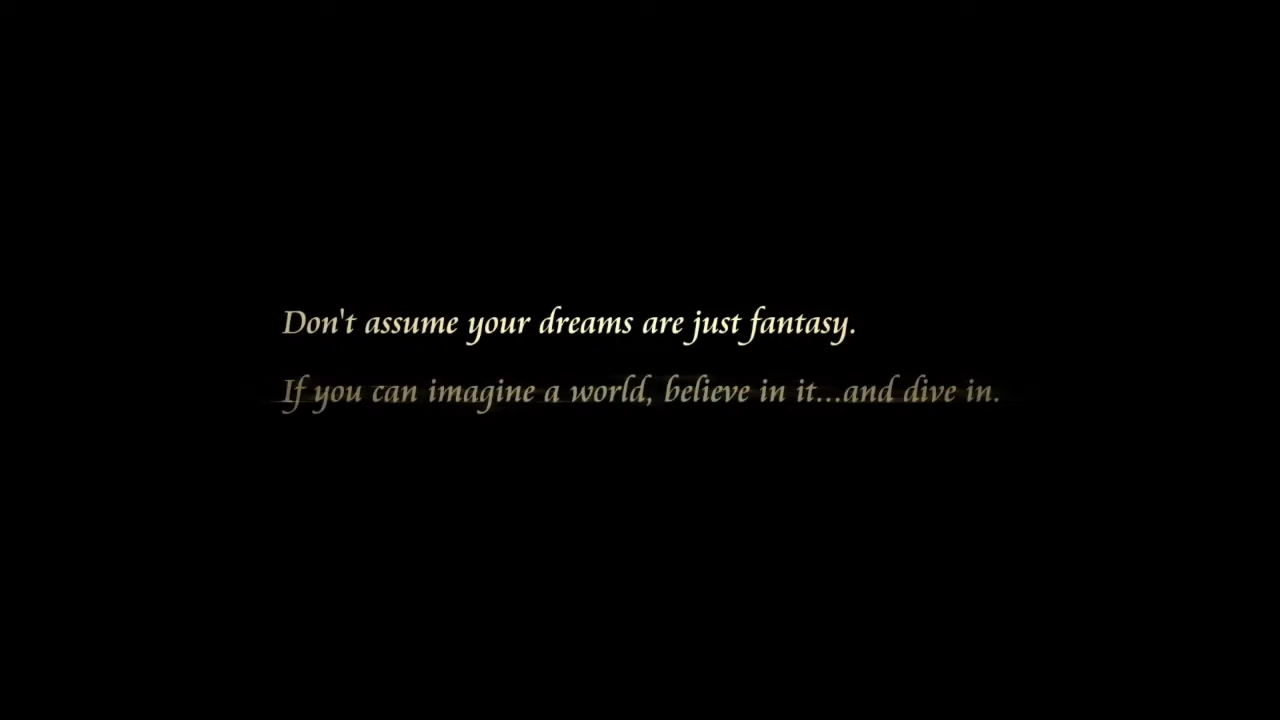 Don't assume your dreams are just fantasy.
If you can imagine a world, believe in it...and dive in.